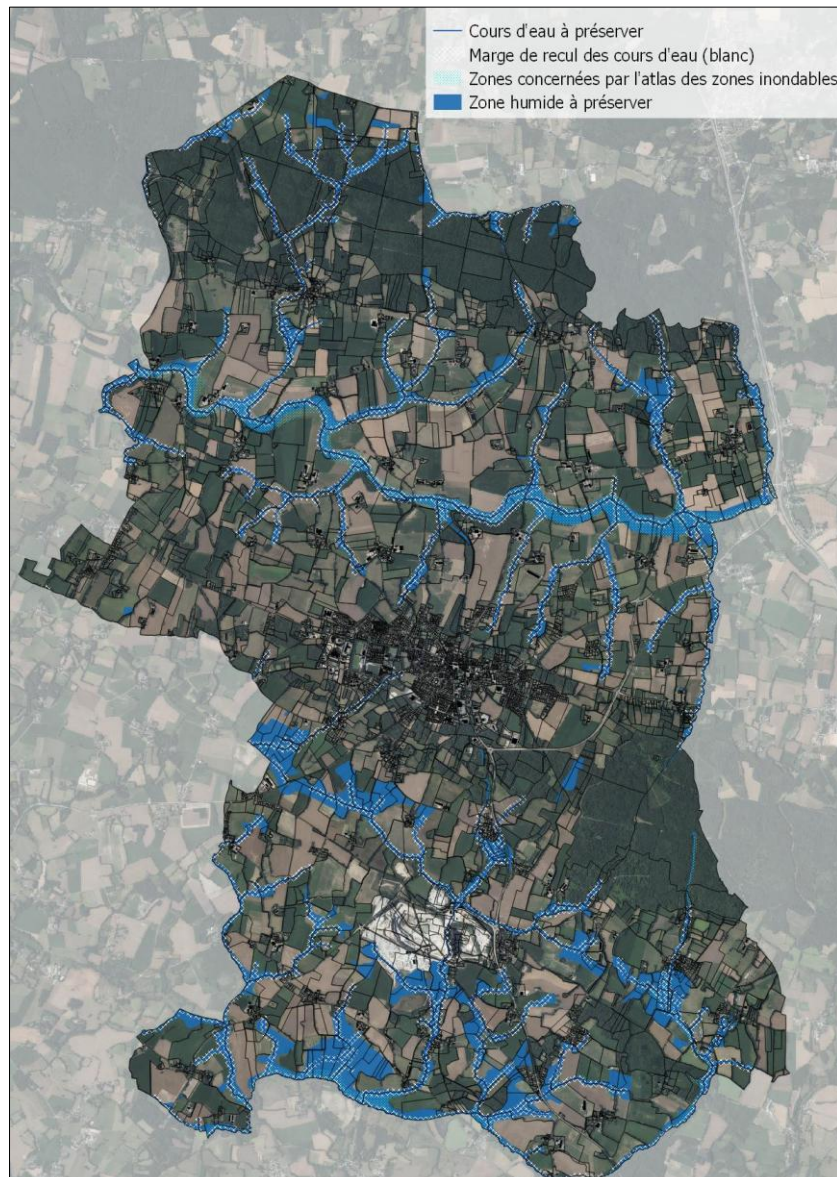 Cours d'eau à préserver
Marge de recul des cours d'eau (blanc)
Zones concernées par l'atlas des zones inondables
Zone humide à préserver